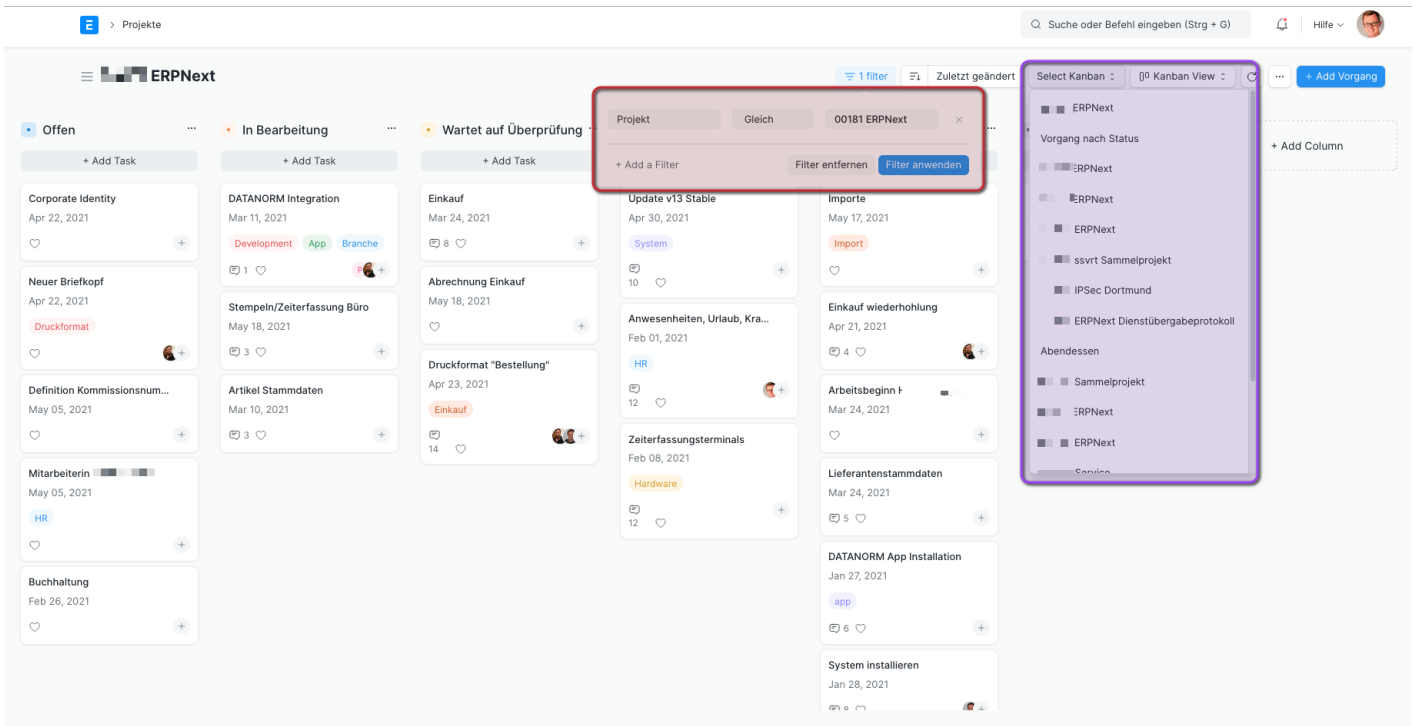 E
Projekte
Suche oder Befehl eingeben (Strg + G)
Hilfe
ERPNext
1 filter
Zuletzt geändert
Select Kanban
Kanban View
+ Add Vorgang
Projekt
Gleich
00181 ERPNext
+ Add a Filter
Filter entfernen
Filter anwenden
ERPNext
Vorgang nach Status
ERPNext
ERPNext
ERPNext
ssvrt Sammelprojekt
IPSec Dortmund
ERPNext Dienstübergabeprotokoll
Abendessen
Sammelprojekt
ERPNext
ERPNext
Service
+ Add Column
Offen
+ Add Task
Corporate Identity
Apr 22, 2021
Neuer Briefkopf
Apr 22, 2021
Druckformat
Definition Kommissionsnum...
May 05, 2021
Mitarbeiterin
May 05, 2021
HR
Buchhaltung
Feb 26, 2021
In Bearbeitung
+ Add Task
DATANORM Integration
Mar 11, 2021
Development App Branche
1
P
Stempeln/Zeiterfassung Büro
May 18, 2021
3
Artikel Stammdaten
Mar 10, 2021
3
Wartet auf Überprüfung
+ Add Task
Einkauf
Mar 24, 2021
8
Abrechnung Einkauf
May 18, 2021
Druckformat "Bestellung"
Apr 23, 2021
Einkauf
14
Update v13 Stable
Apr 30, 2021
System
10
Anwesenheiten, Urlaub, Kra...
Feb 01, 2021
HR
12
Zeiterfassungsterminals
Feb 08, 2021
Hardware
12
Importe
May 17, 2021
Import
Einkauf wiederhohlung
Apr 21, 2021
4
Arbeitsbeginn
Mar 24, 2021
Lieferantenstammdaten
Mar 24, 2021
5
DATANORM App Installation
Jan 27, 2021
app
6
System installieren
Jan 28, 2021
8